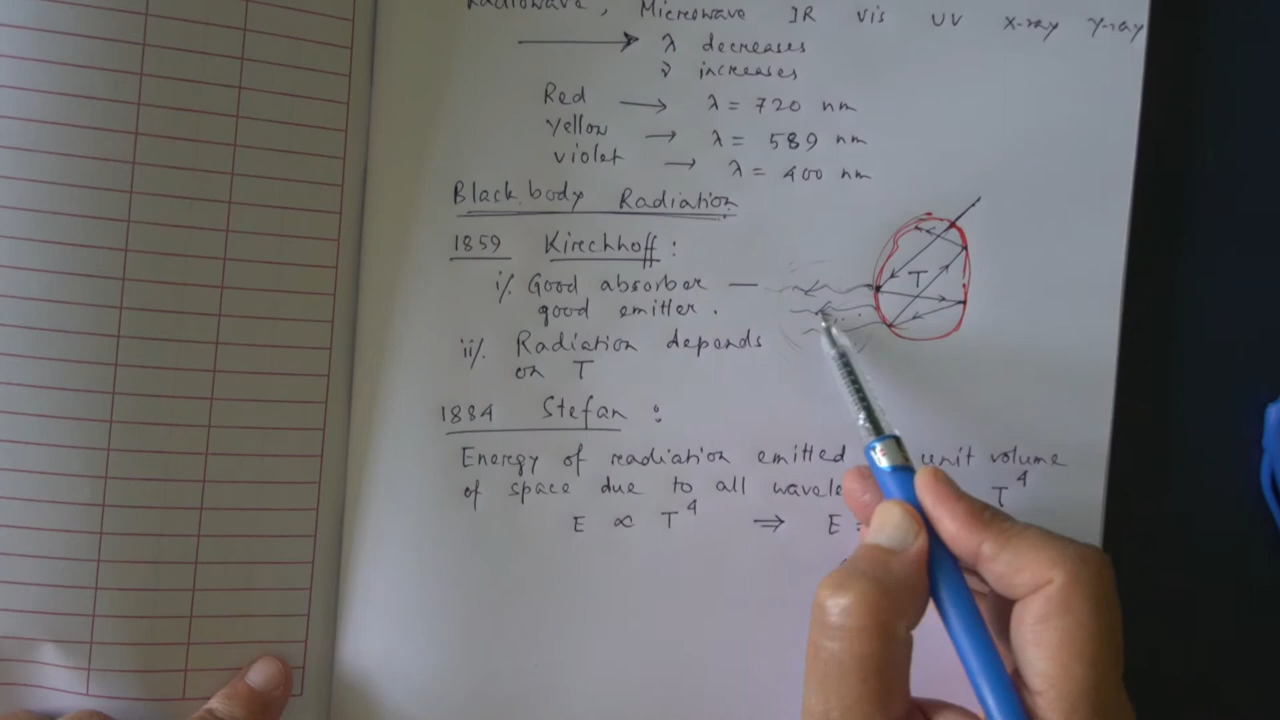 Radiowave, Microwave IR vis UV X-ray γ-ray
λ decreases
ν increases
Red → λ = 720 nm
yellow → λ = 589 nm
violet → λ = 400 nm
Black body Radiation
1859 Kirechhoff:
i/. Good absorber —
good emitter.
T
ii/. Radiation depends
on T
1884 Stefan :
Energy of radiation emitted unit volume
of space due to all T⁴
E ∝ T⁴ ⇒ E